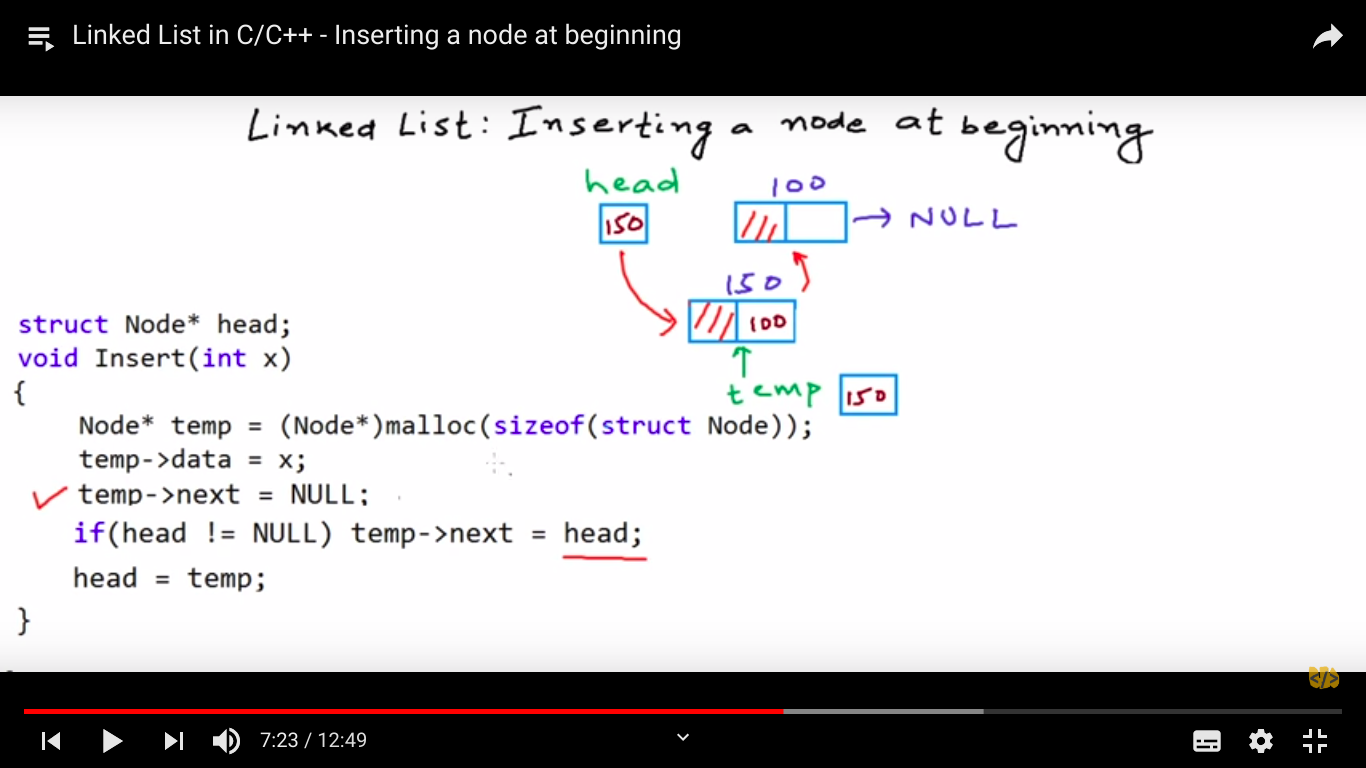 Linked List in C/C++ - Inserting a node at beginning
Linked List: Inserting a node at beginning
head
100
150
NULL
150
100
temp
150
struct Node* head;
void Insert(int x)
{
Node* temp = (Node*)malloc(sizeof(struct Node));
temp->data = x;
temp->next = NULL;
if(head != NULL) temp->next = head;
head = temp;
}
</>
7:23 / 12:49